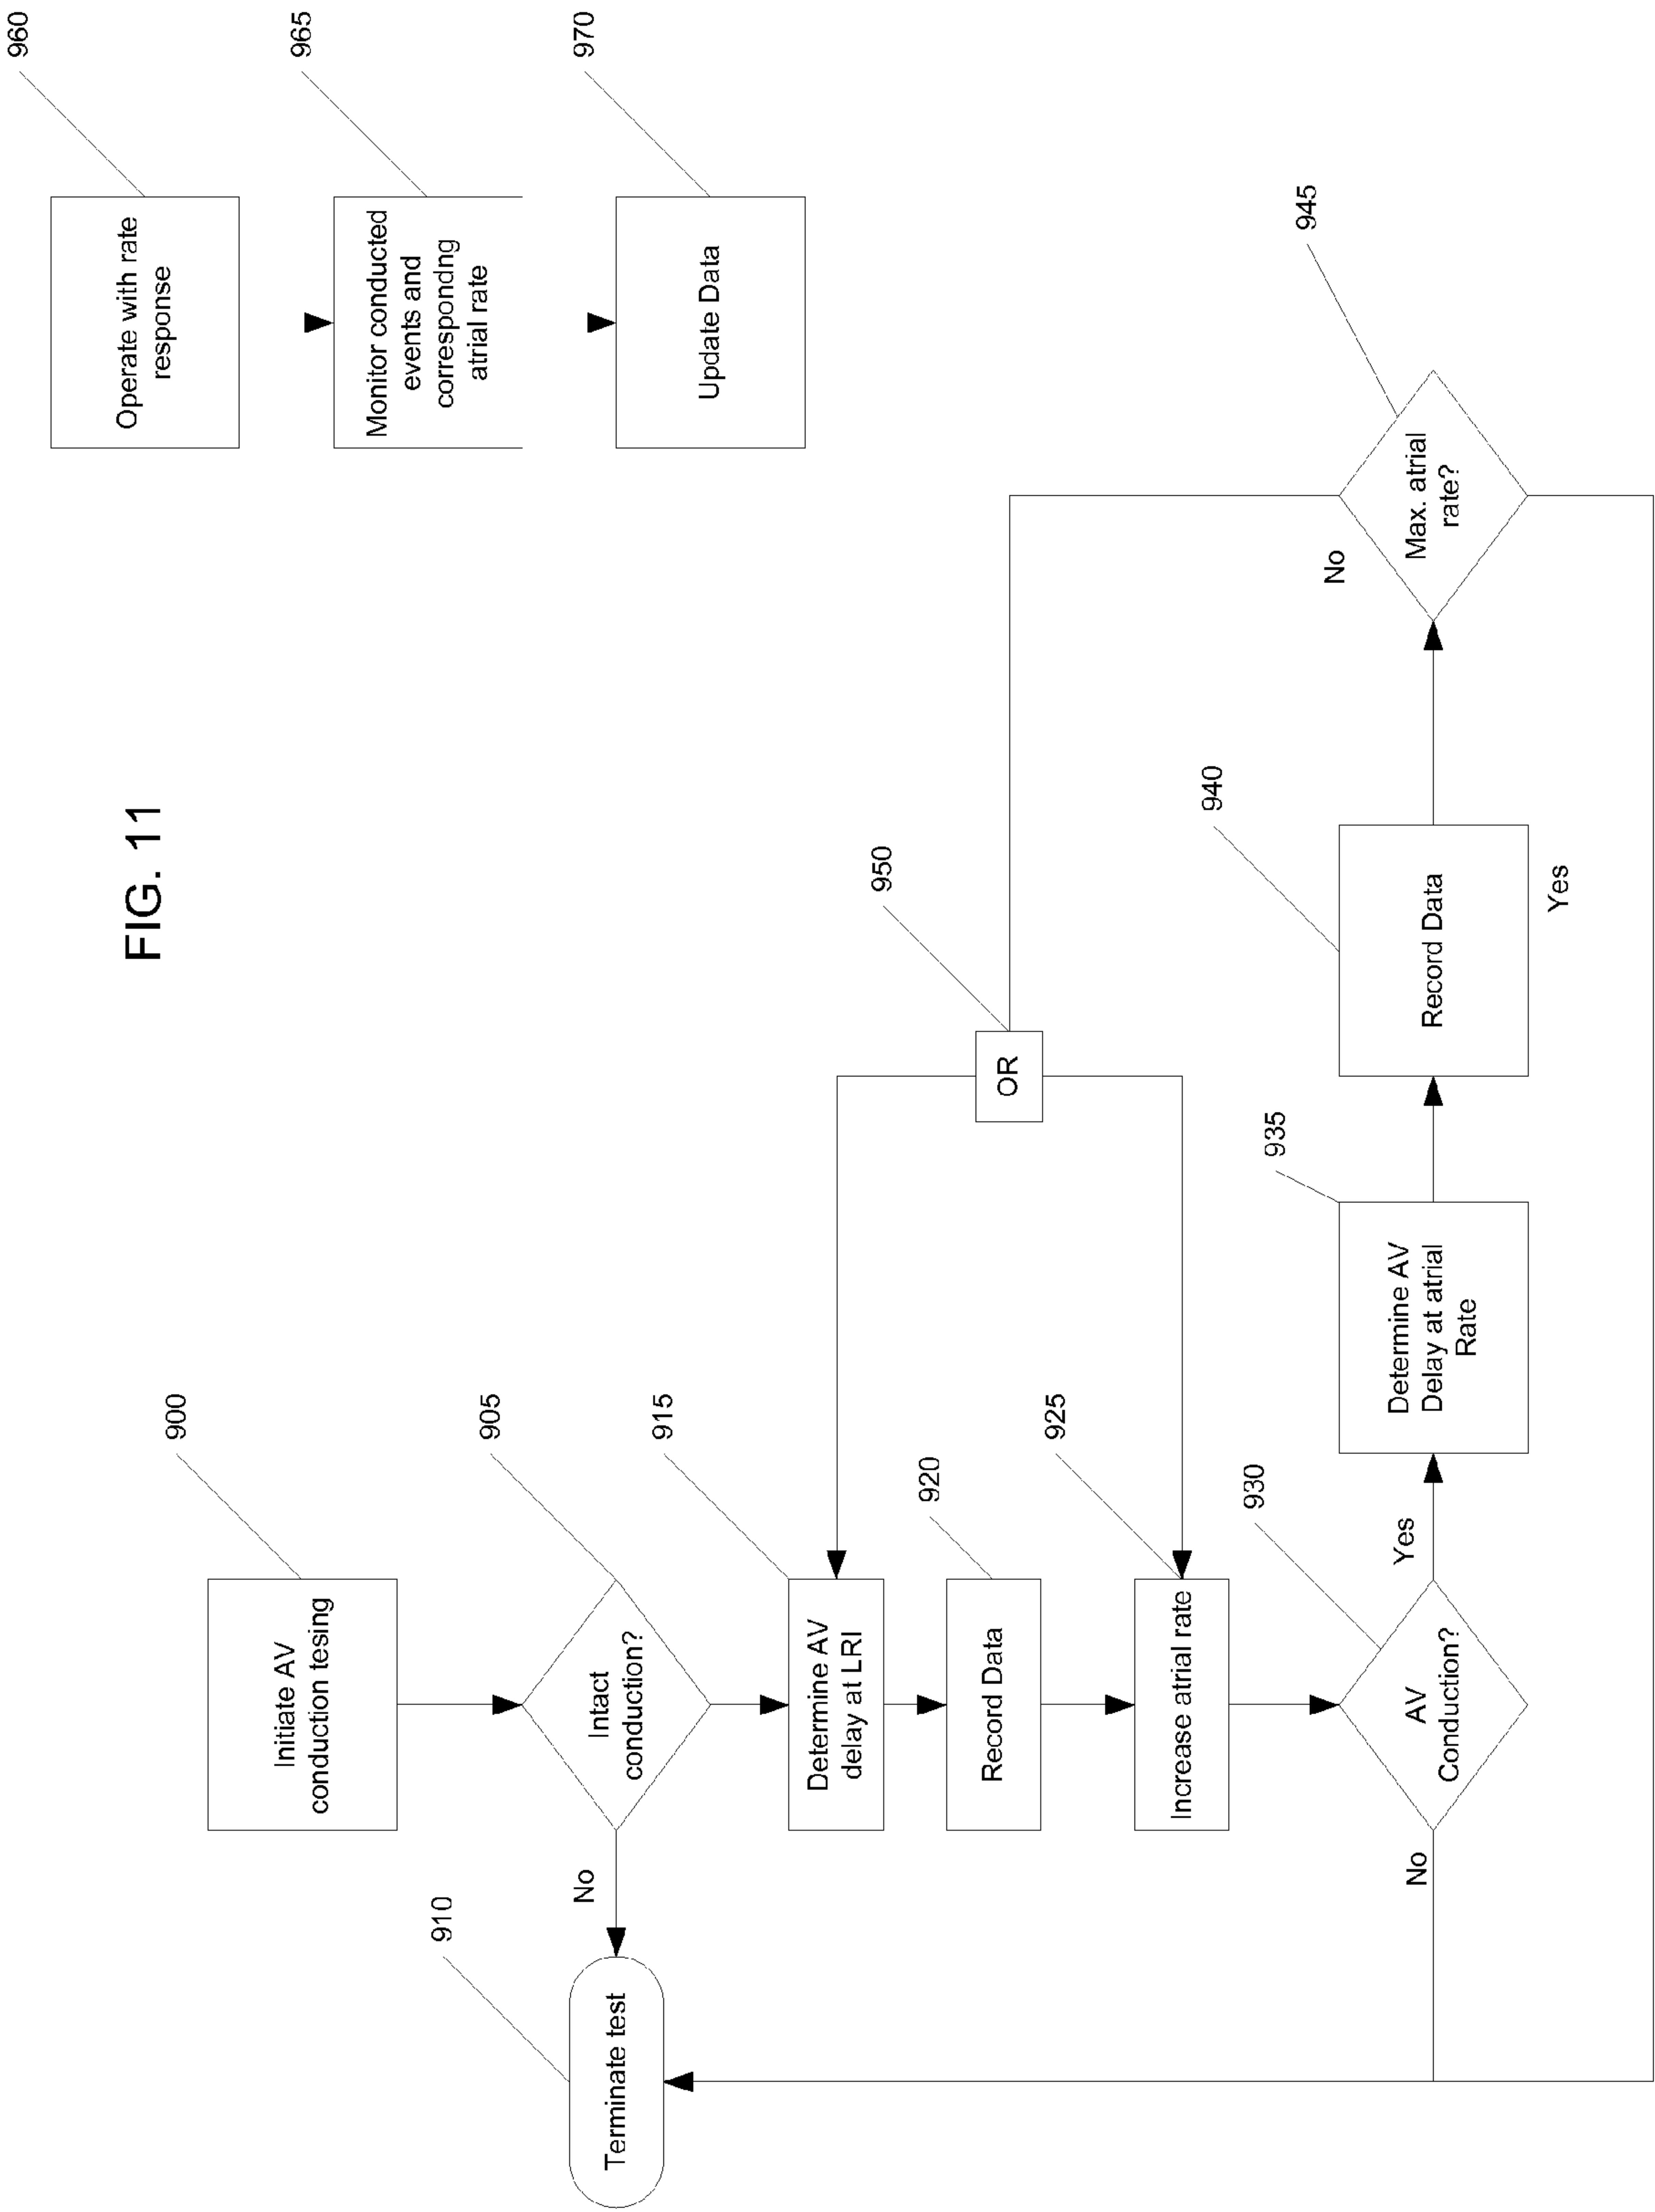 FIG. 11
900
Initiate AV
conduction tesing
905
Intact
conduction?
No
910
Terminate test
915
Determine AV
delay at LRI
920
Record Data
925
Increase atrial rate
930
AV
Conduction?
No
Yes
935
Determine AV
Delay at atrial
Rate
940
Record Data
Yes
945
Max. atrial
rate?
No
950
OR
960
Operate with rate
response
965
Monitor conducted
events and
correspondng
atrial rate
970
Update Data